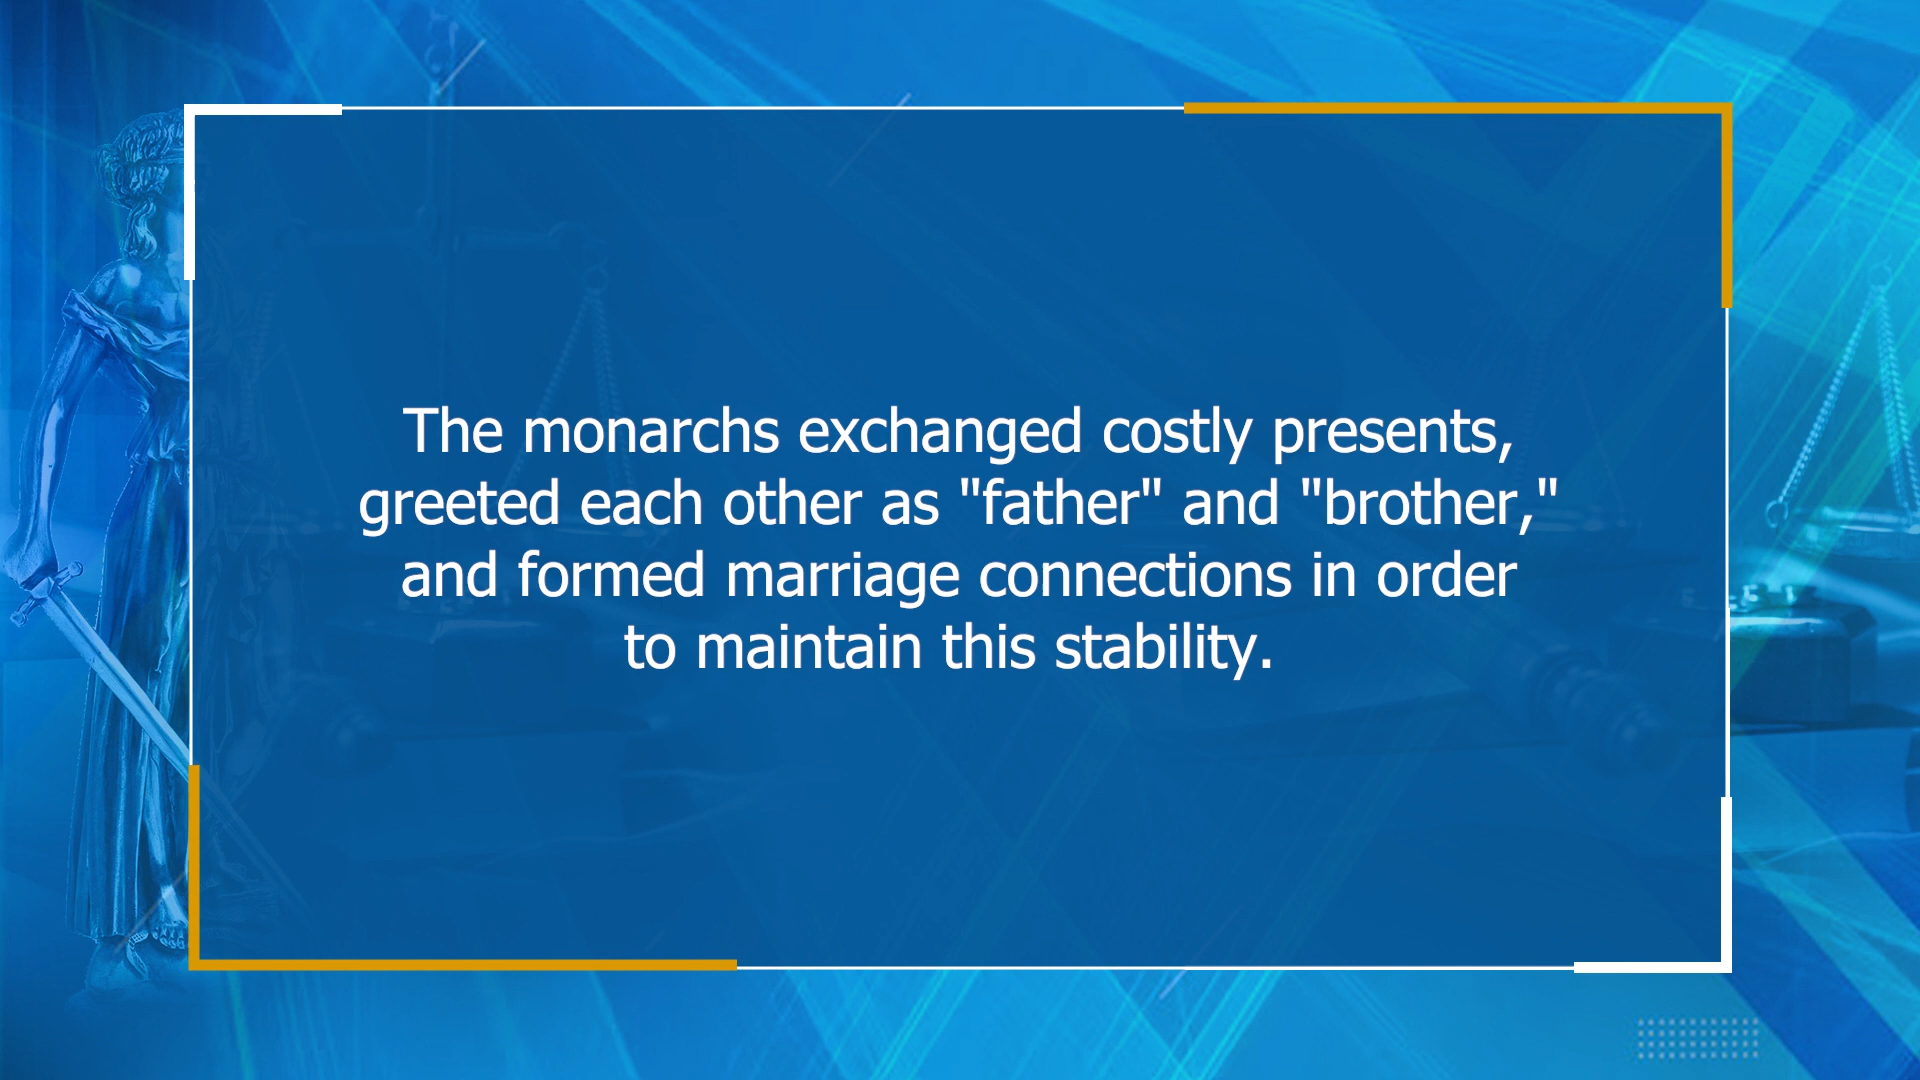 The monarchs exchanged costly presents,
greeted each other as "father" and "brother,"
and formed marriage connections in order
to maintain this stability.